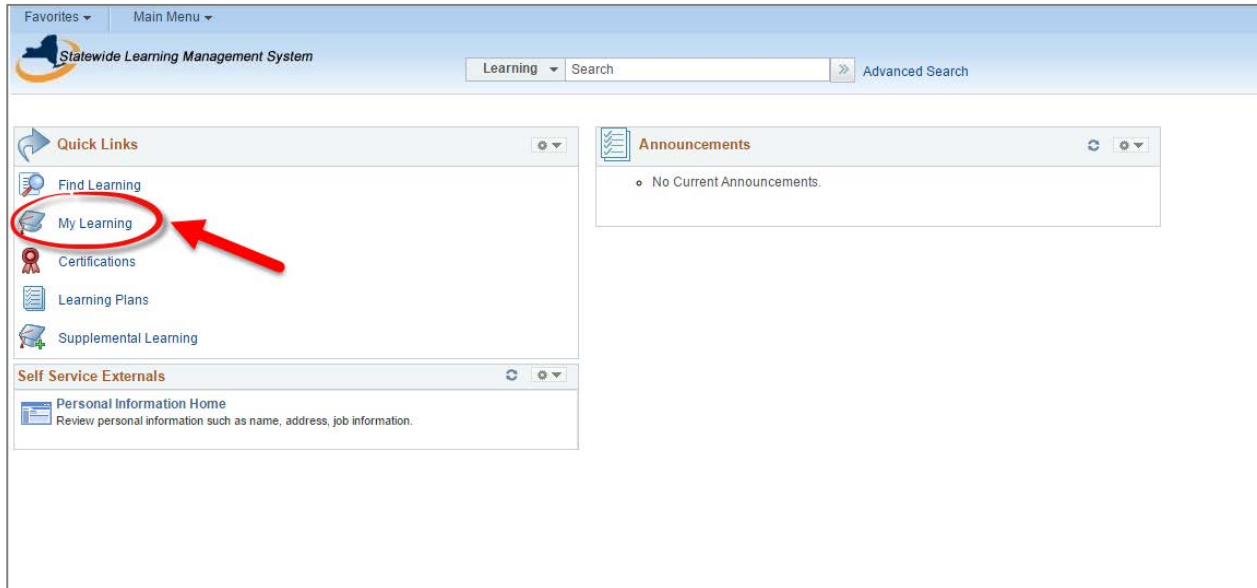 Favorites Main Menu
Statewide Learning Management System
Learning Search Advanced Search
Quick Links
Find Learning
My Learning
Certifications
Learning Plans
Supplemental Learning
Self Service Externals
Personal Information Home
Review personal information such as name, address, job information.
Announcements
No Current Announcements.